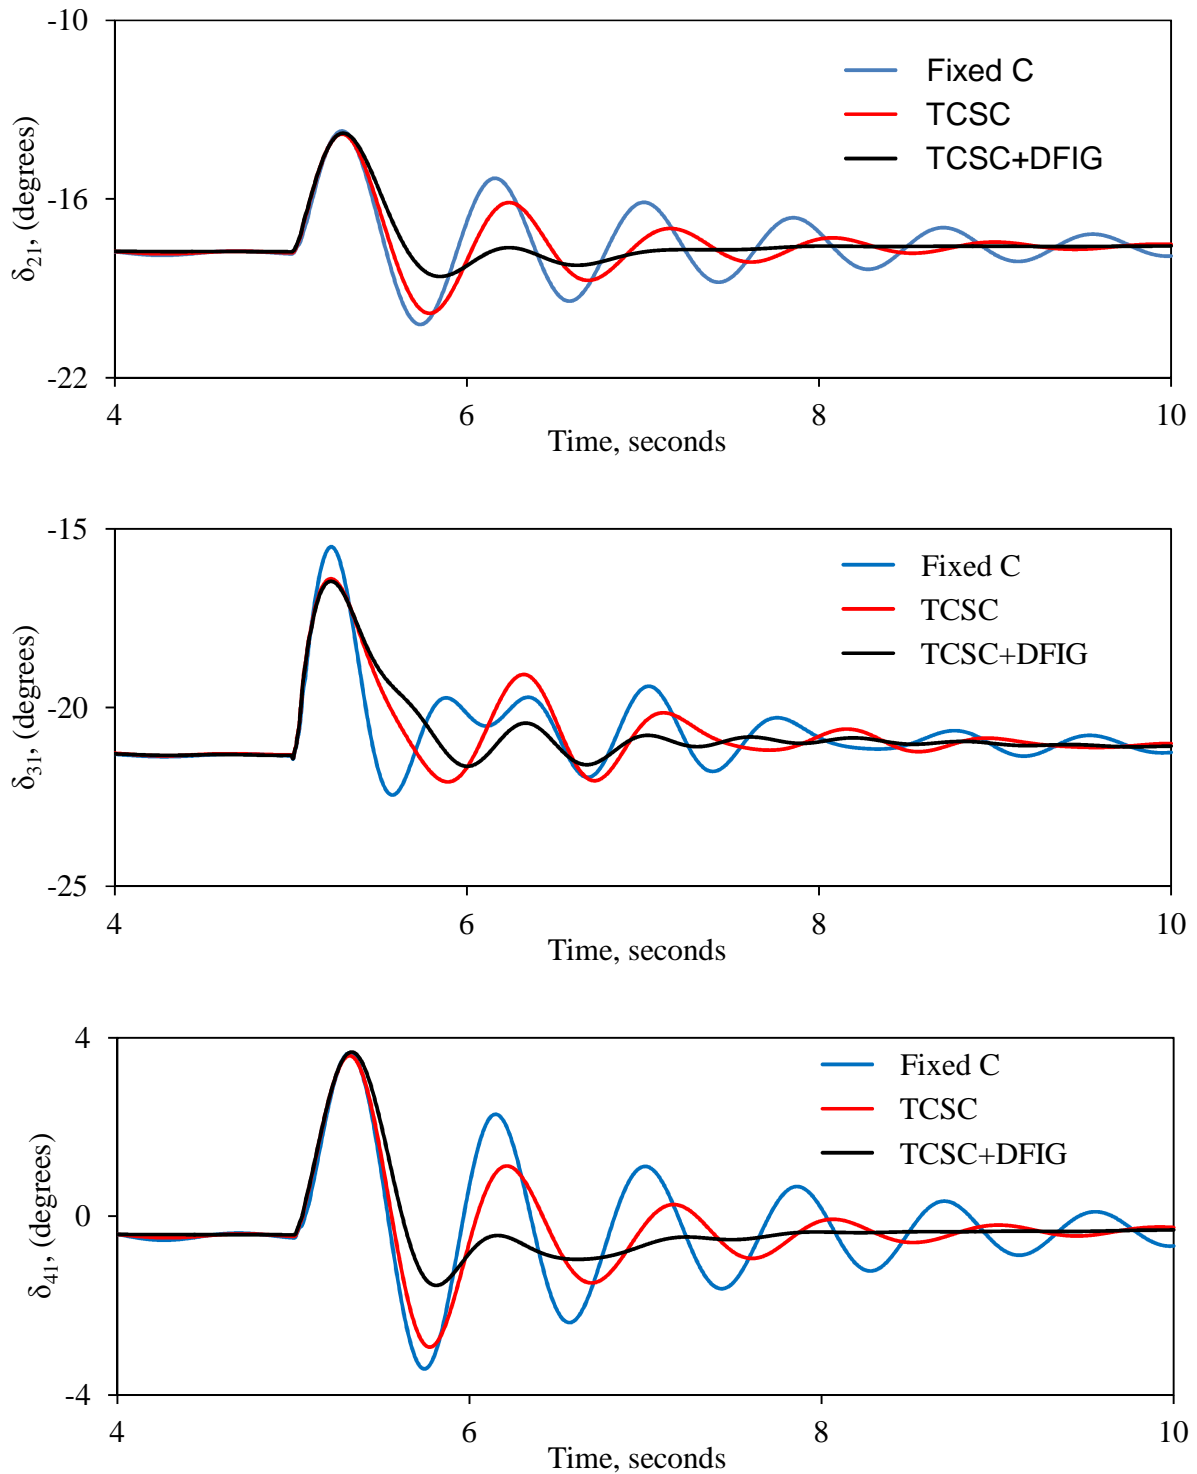 -10
Fixed C
TCSC
TCSC+DFIG
-16
δ21, (degrees)
-22
4 6 8 10
Time, seconds
-15
Fixed C
TCSC
TCSC+DFIG
-20
δ31, (degrees)
-25
4 6 8 10
Time, seconds
4
Fixed C
TCSC
TCSC+DFIG
0
δ41, (degrees)
-4
4 6 8 10
Time, seconds